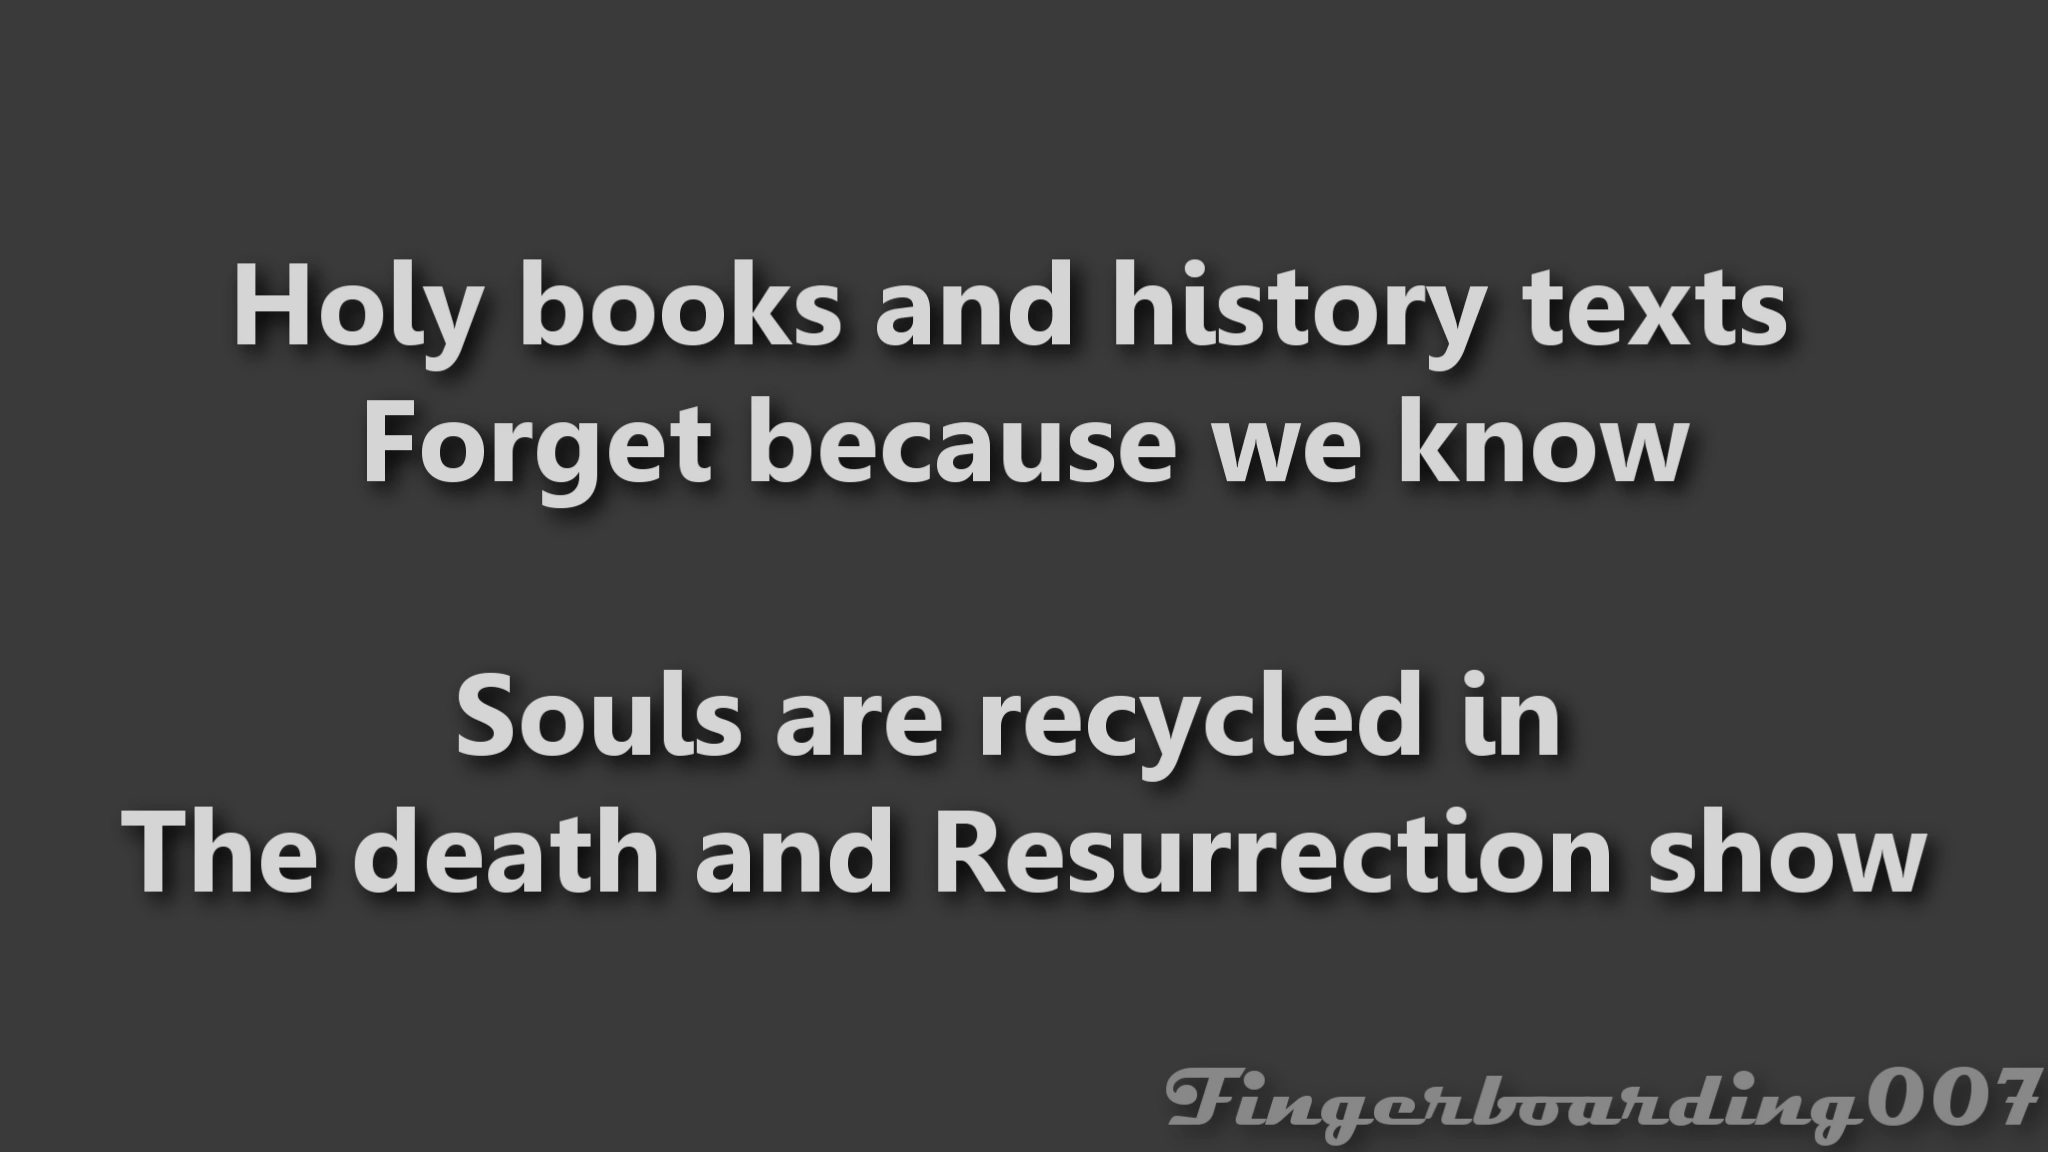 Holy books and history texts
Forget because we know
Souls are recycled in
The death and Resurrection show
Fingerboarding007